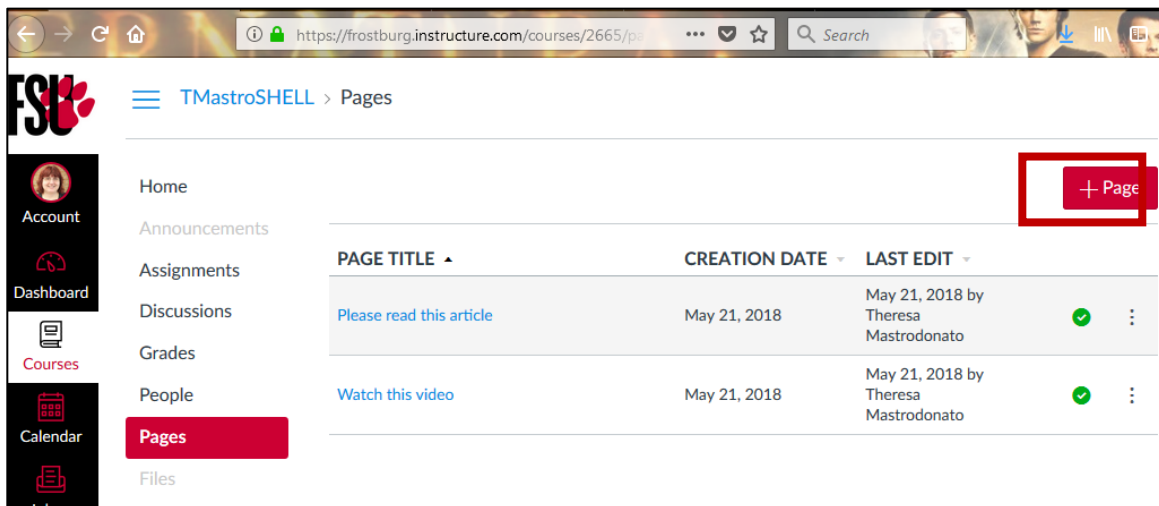 https://frostburg.instructure.com/courses/2665/pa
Search
FSU
TMastroSHELL > Pages
Account
Dashboard
Courses
Calendar
Home
Announcements
Assignments
Discussions
Grades
People
Pages
Files
+ Page
PAGE TITLE CREATION DATE LAST EDIT
Please read this article May 21, 2018 May 21, 2018 by
Theresa
Mastrodonato
Watch this video May 21, 2018 May 21, 2018 by
Theresa
Mastrodonato